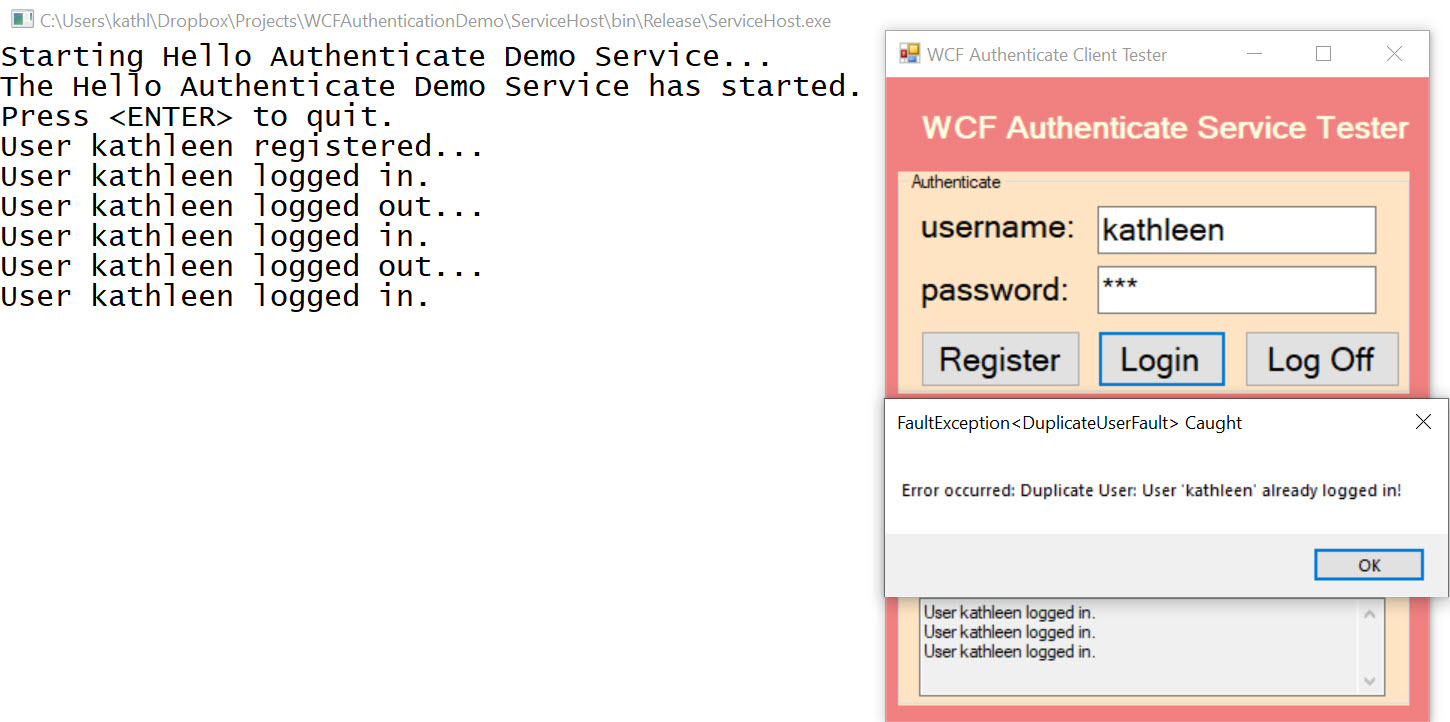 C:\Users\kathl\Dropbox\Projects\WCFAuthenticationDemo\ServiceHost\bin\Release\ServiceHost.exe
Starting Hello Authenticate Demo Service...
The Hello Authenticate Demo Service has started.
Press <ENTER> to quit.
User kathleen registered...
User kathleen logged in.
User kathleen logged out...
User kathleen logged in.
User kathleen logged out...
User kathleen logged in.
WCF Authenticate Client Tester
WCF Authenticate Service Tester
Authenticate
username: kathleen
password: ***
Register Login Log Off
FaultException<DuplicateUserFault> Caught
Error occurred: Duplicate User: User 'kathleen' already logged in!
OK
User kathleen logged in.
User kathleen logged in.
User kathleen logged in.